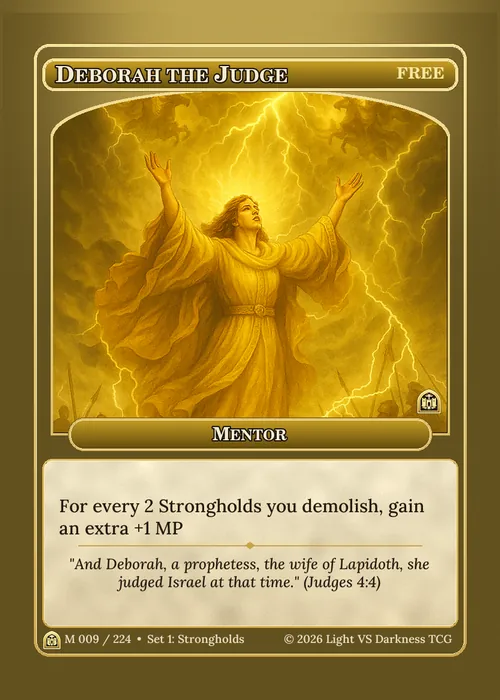 Deborah the Judge FREE
Mentor
For every 2 Strongholds you demolish, gain
an extra +1 MP
"And Deborah, a prophetess, the wife of Lapidoth, she
judged Israel at that time." (Judges 4:4)
M 009 / 224 • Set 1: Strongholds © 2026 Light VS Darkness TCG